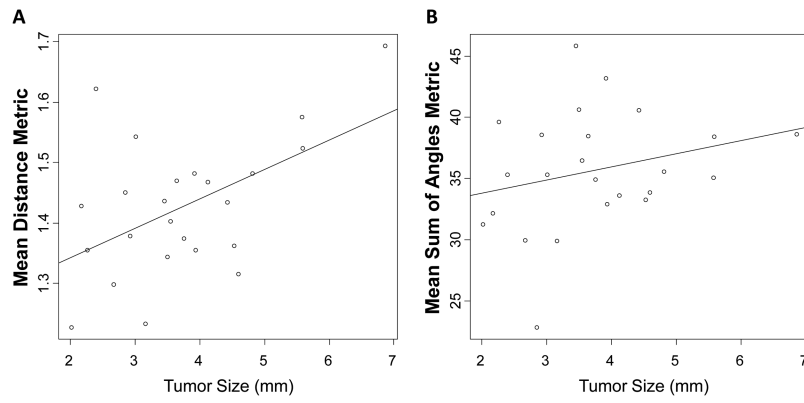 A
Mean Distance Metric
1.7
1.6
1.5
1.4
1.3
2 3 4 5 6 7
Tumor Size (mm)
B
Mean Sum of Angles Metric
45
40
35
30
25
2 3 4 5 6 7
Tumor Size (mm)